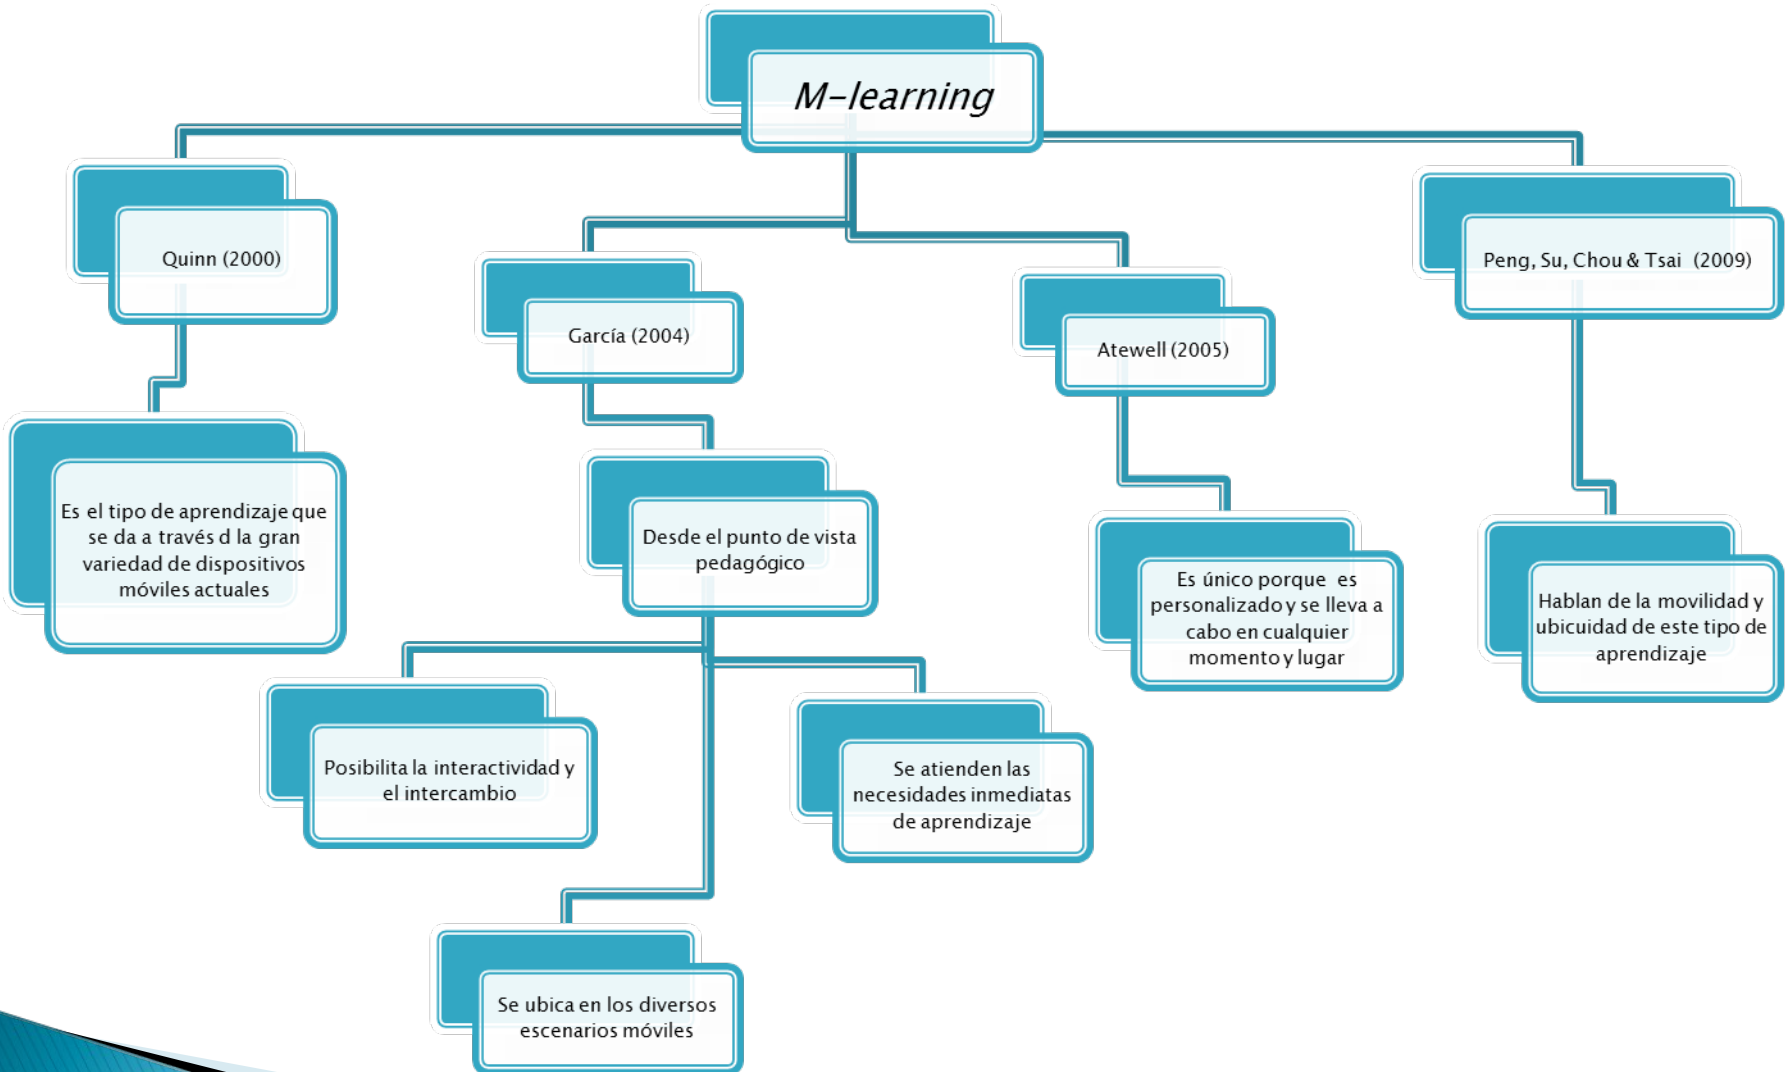 M-learning
Quinn (2000)
Es el tipo de aprendizaje que
se da a través d la gran
variedad de dispositivos
móviles actuales
García (2004)
Desde el punto de vista
pedagógico
Posibilita la interactividad y
el intercambio
Se ubica en los diversos
escenarios móviles
Se atienden las
necesidades inmediatas
de aprendizaje
Atewell (2005)
Es único porque es
personalizado y se lleva a
cabo en cualquier
momento y lugar
Peng, Su, Chou & Tsai (2009)
Hablan de la movilidad y
ubicuidad de este tipo de
aprendizaje